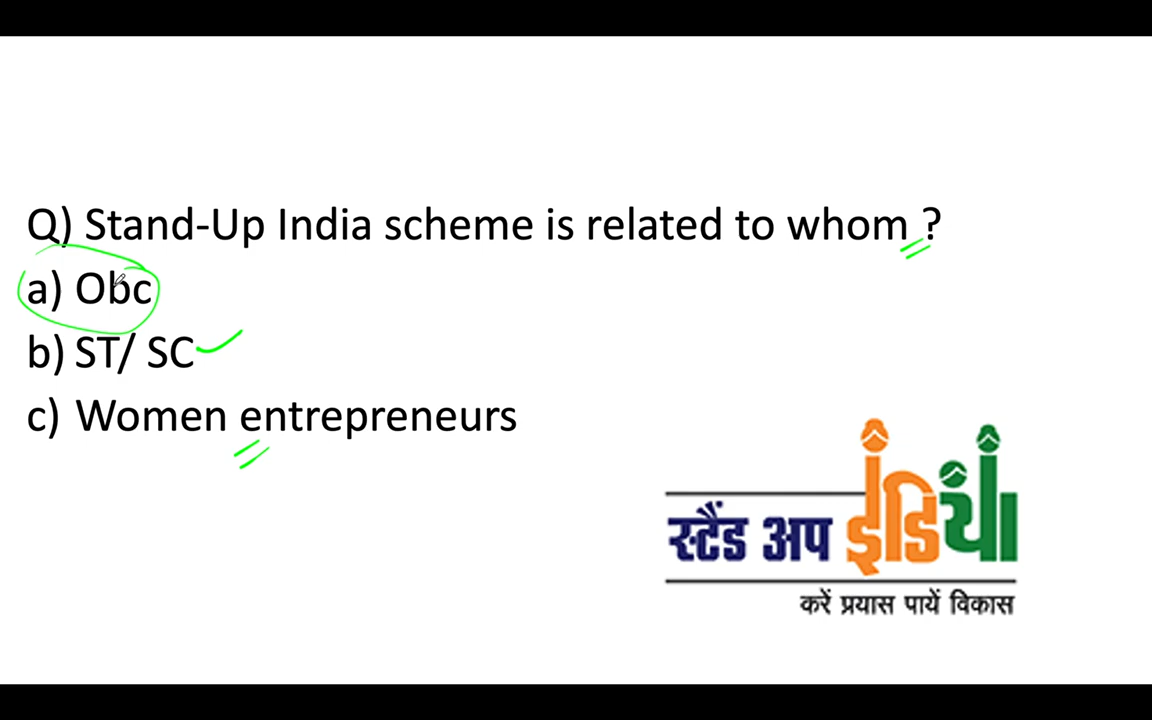 Q) Stand-Up India scheme is related to whom ?
a) Obc
b) ST/ SC
c) Women entrepreneurs
स्टैंड अप इंडिया
करें प्रयास पायें विकास